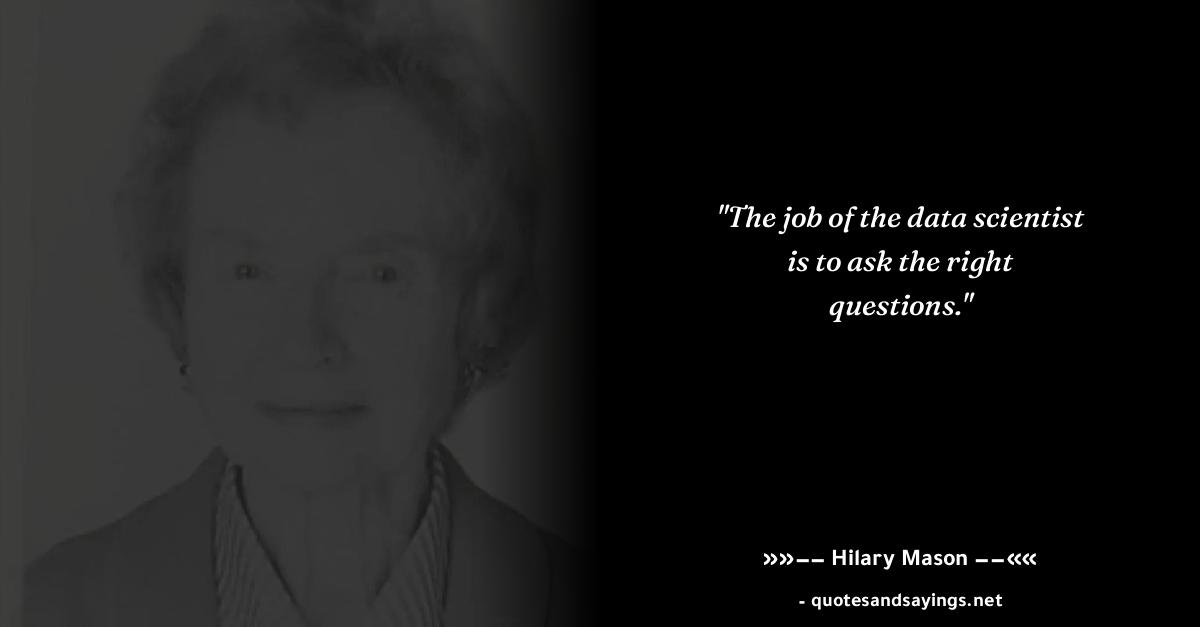 "The job of the data scientist
is to ask the right
questions."
»»−− Hilary Mason −−««
- quotesandsayings.net